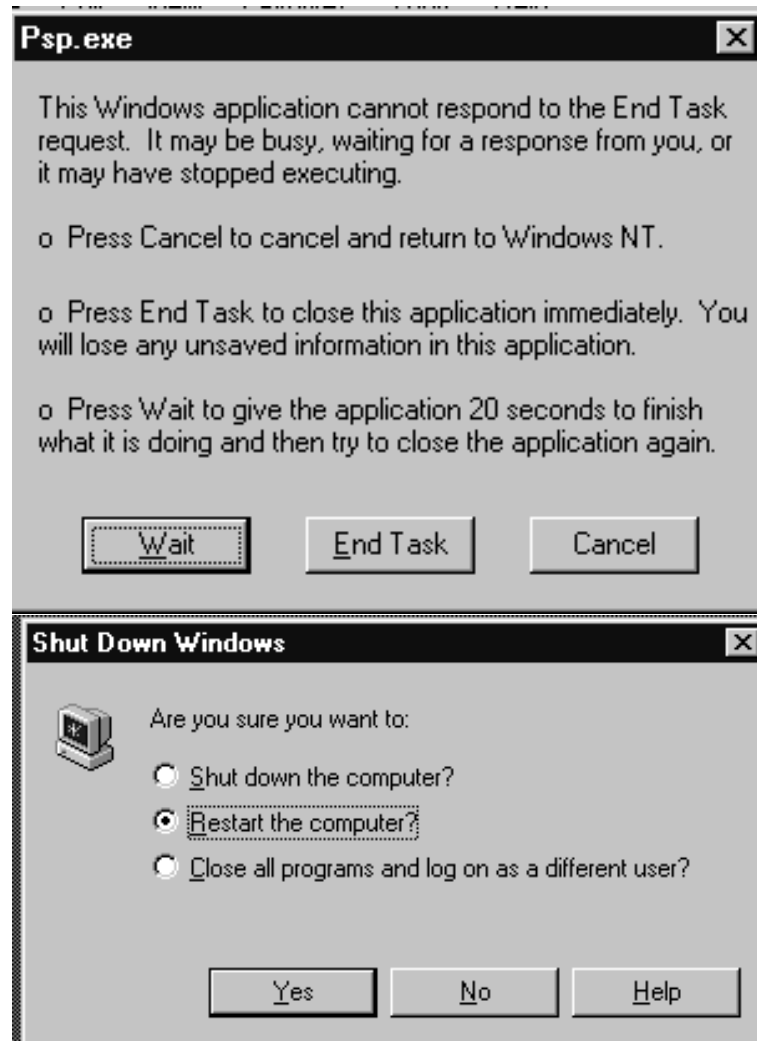 Psp.exe
This Windows application cannot respond to the End Task
request.  It may be busy, waiting for a response from you, or
it may have stopped executing.
o  Press Cancel to cancel and return to Windows NT.
o  Press End Task to close this application immediately.  You
will lose any unsaved information in this application.
o  Press Wait to give the application 20 seconds to finish
what it is doing and then try to close the application again.
Wait End Task Cancel
Shut Down Windows
Are you sure you want to:
Shut down the computer?
Restart the computer?
Close all programs and log on as a different user?
Yes No Help